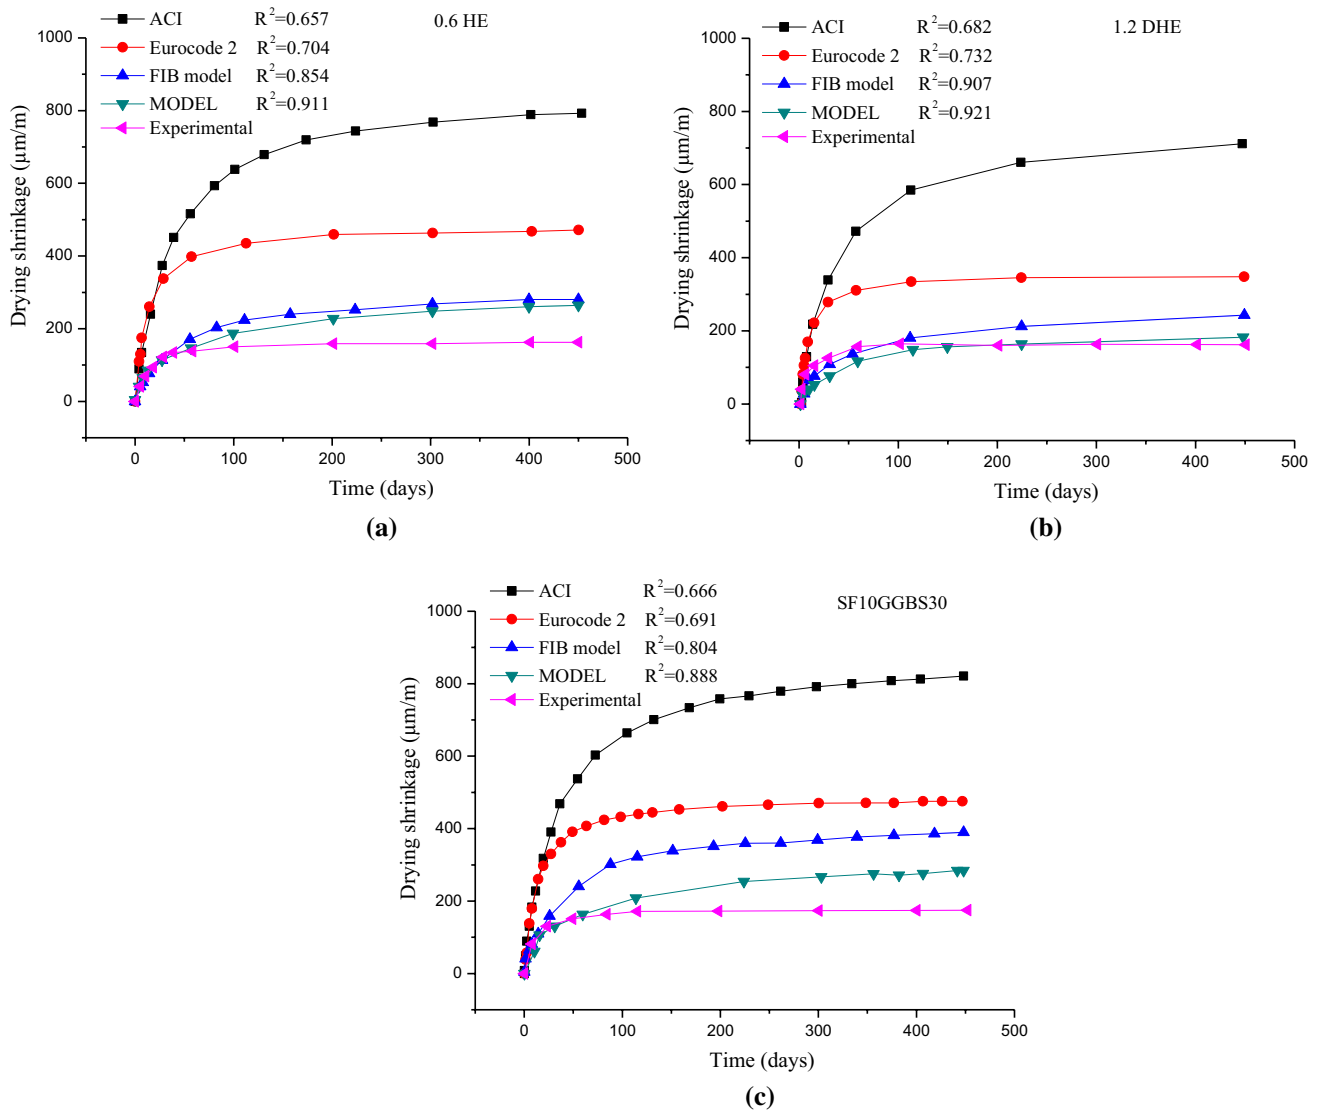 ACI R²=0.657
0.6 HE
Eurocode 2 R²=0.704
FIB model R²=0.854
MODEL R²=0.911
Experimental
1000
800
600
400
200
0
Drying shrinkage (µm/m)
0 100 200 300 400 500
Time (days)
(a)
ACI R²=0.682
1.2 DHE
Eurocode 2 R²=0.732
FIB model R²=0.907
MODEL R²=0.921
Experimental
1000
800
600
400
200
0
Drying shrinkage (µm/m)
0 100 200 300 400 500
Time (days)
(b)
ACI R²=0.666
SF10GGBS30
Eurocode 2 R²=0.691
FIB model R²=0.804
MODEL R²=0.888
Experimental
1000
800
600
400
200
0
Drying shrinkage (µm/m)
0 100 200 300 400 500
Time (days)
(c)